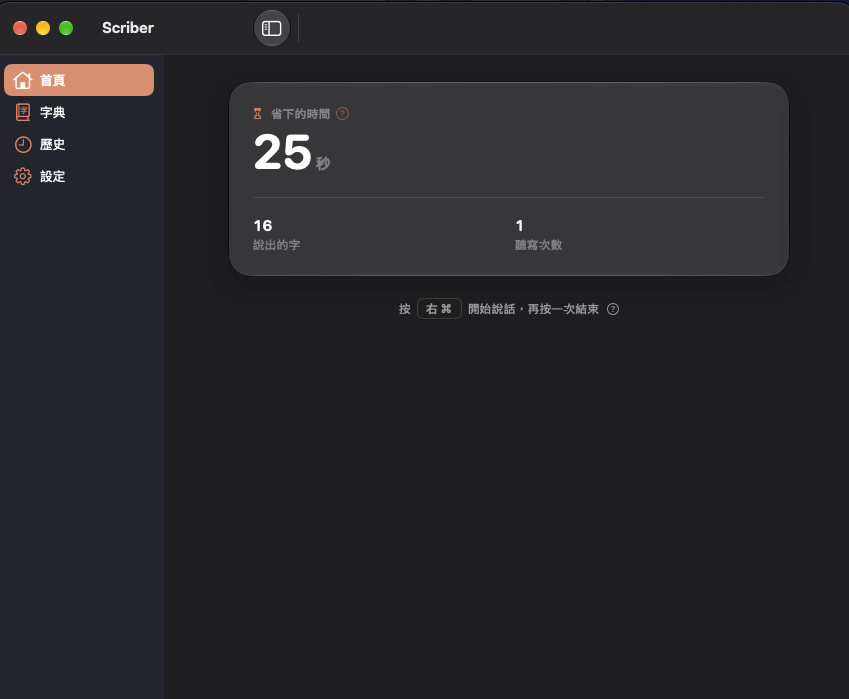 Scriber
首頁
字典
歷史
設定
省下的時間 ?
25 秒
16
說出的字
1
聽寫次數
按 右 ⌘ 開始說話，再按一次結束 ?